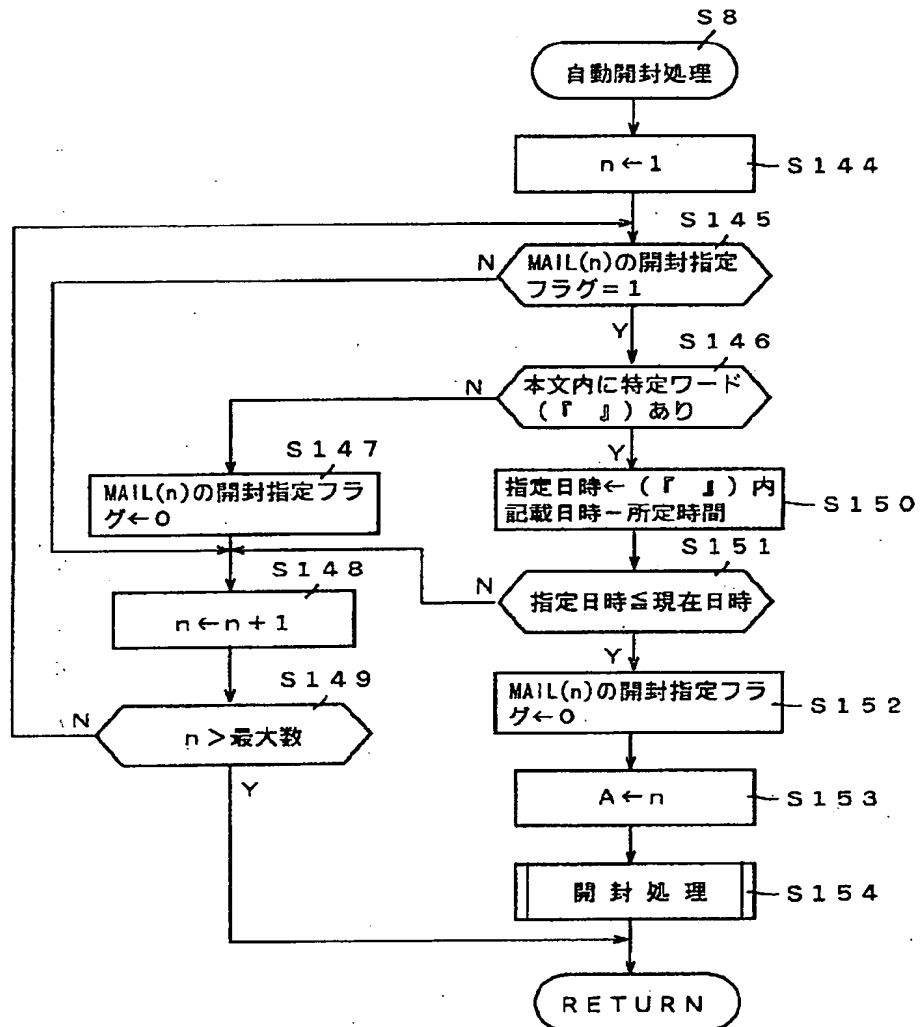 S8
自動開封処理
n←1
S144
S145
N
MAIL(n)の開封指定
フラグ=1
Y
S146
N
本文内に特定ワード
(『 』)あり
Y
S147
MAIL(n)の開封指定フラ
グ←0
指定日時←(『 』)内
記載日時−所定時間
S150
S151
N
指定日時≦現在日時
Y
S148
n←n+1
S149
N
n>最大数
Y
MAIL(n)の開封指定フラ
グ←0
S152
A←n
S153
開封処理
S154
RETURN